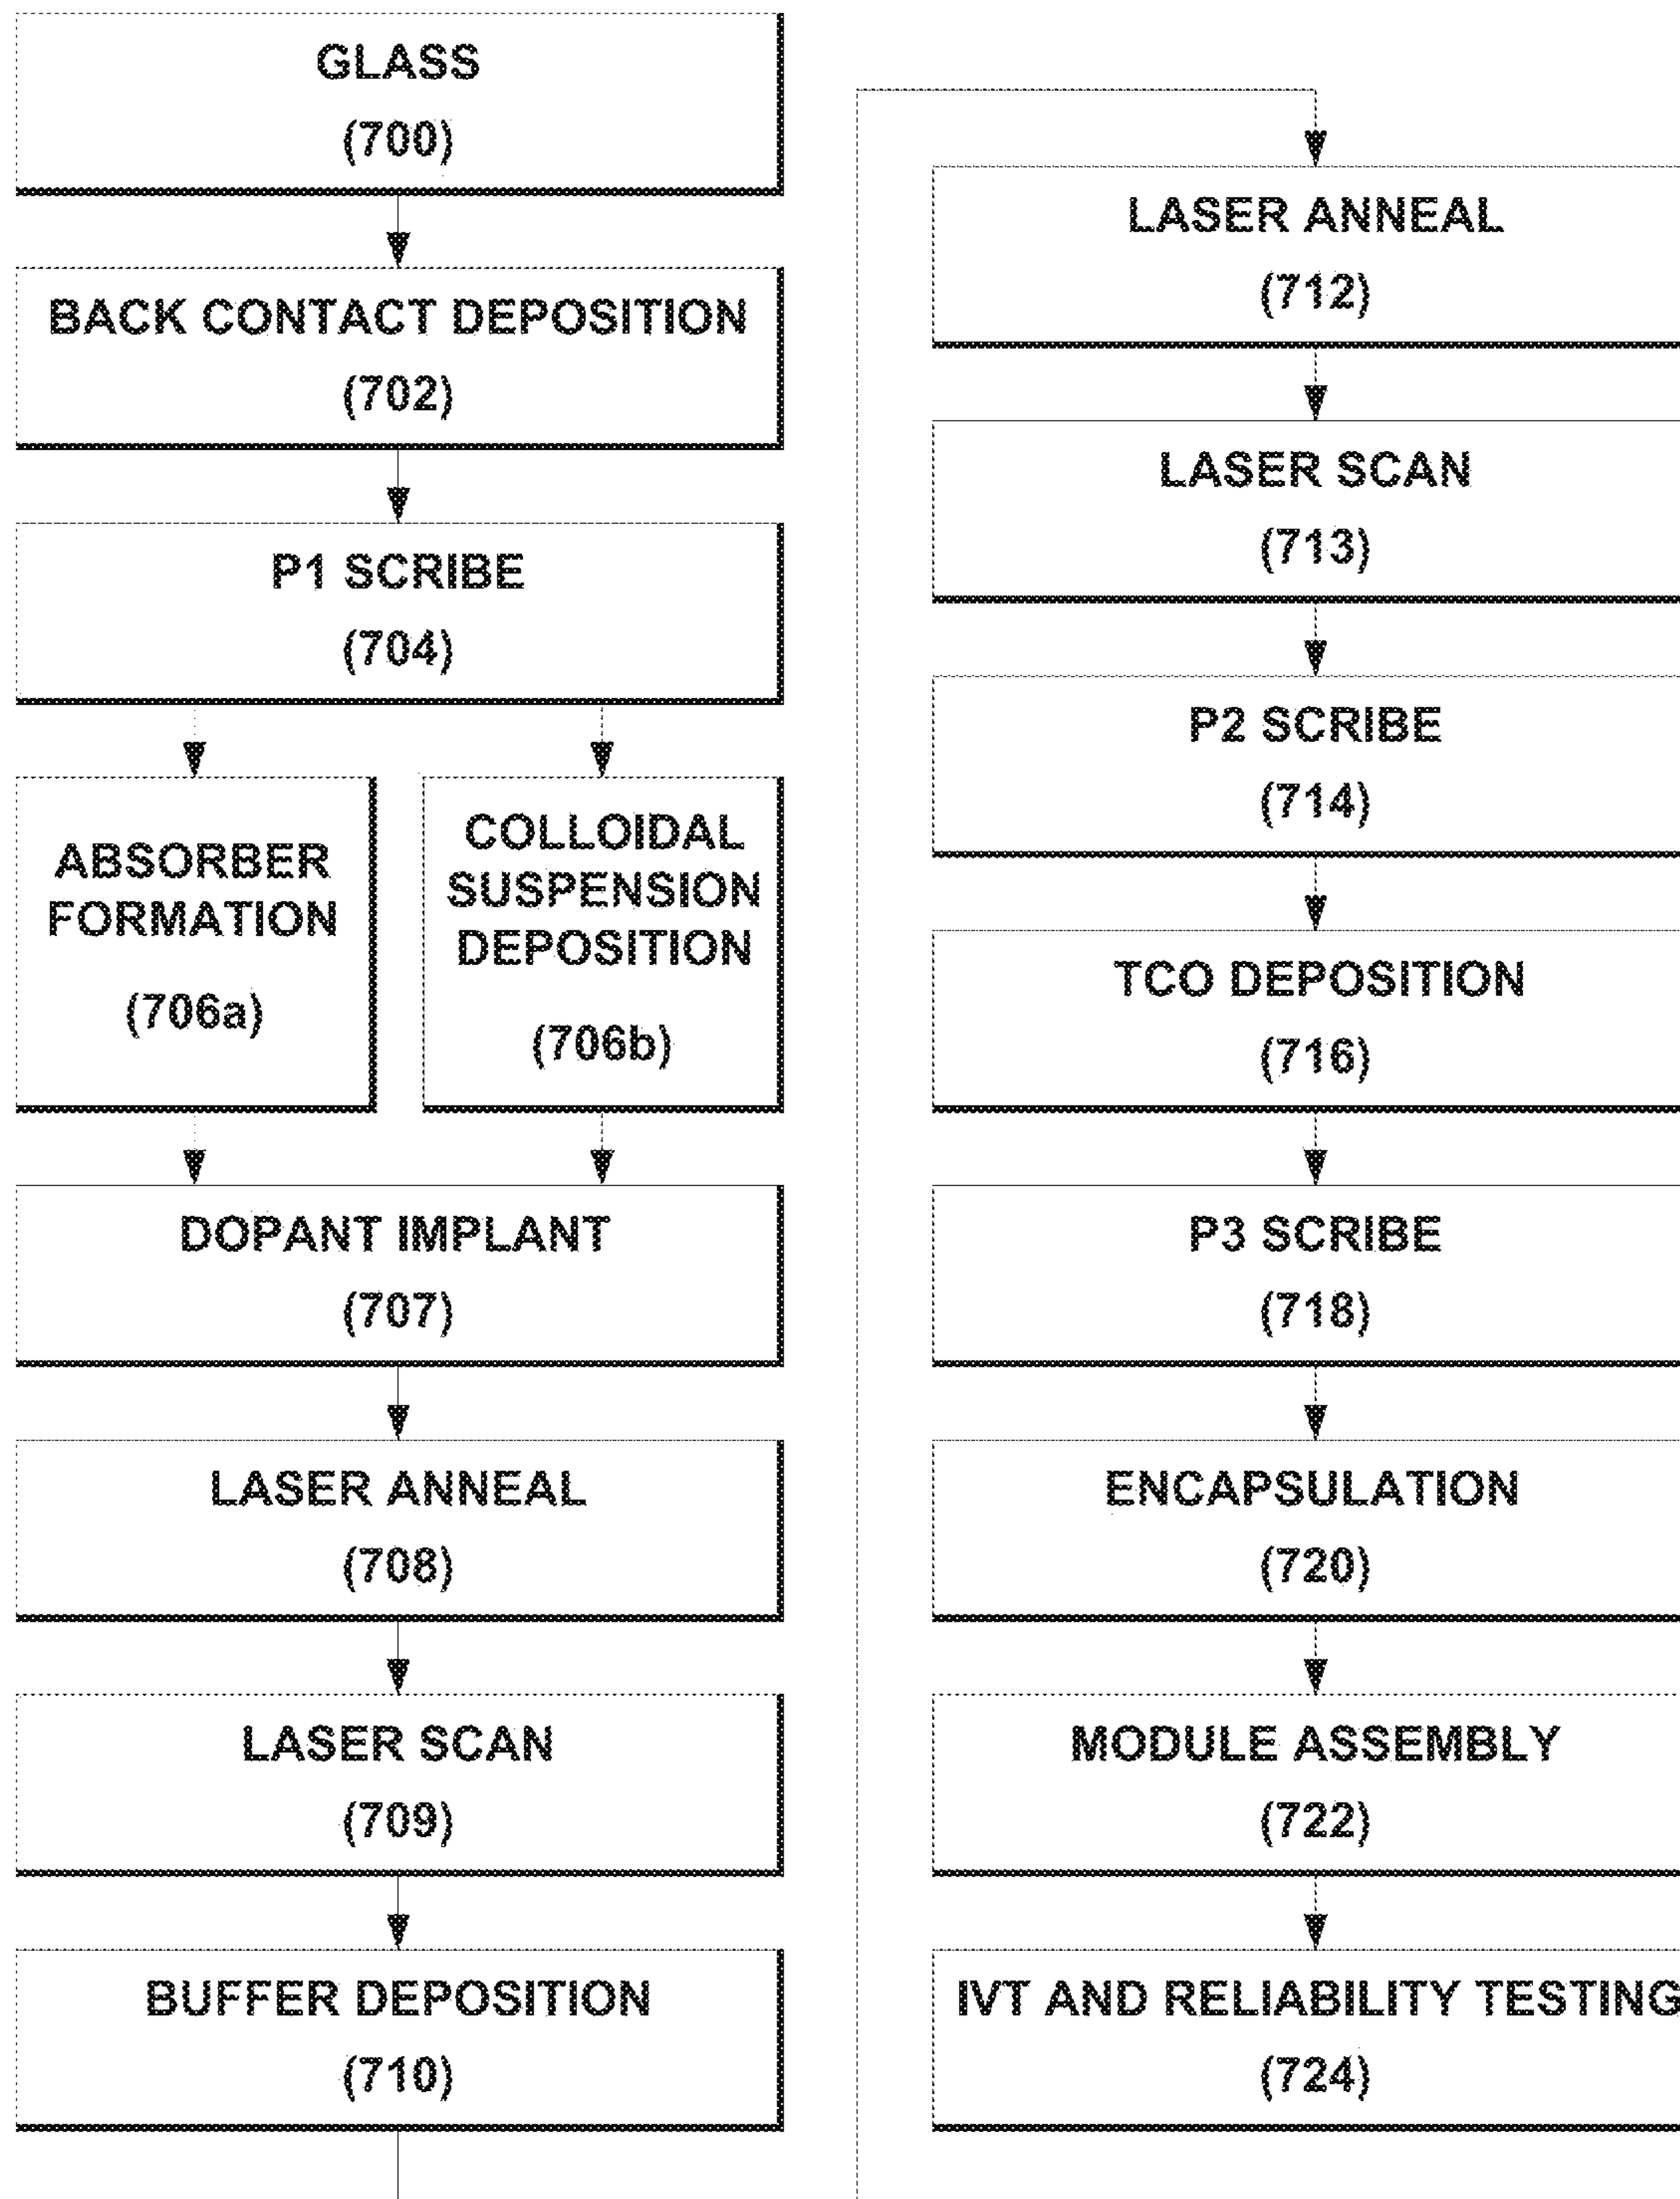 GLASS
(700)
BACK CONTACT DEPOSITION
(702)
P1 SCRIBE
(704)
ABSORBER
FORMATION
(706a)
COLLOIDAL
SUSPENSION
DEPOSITION
(706b)
DOPANT IMPLANT
(707)
LASER ANNEAL
(708)
LASER SCAN
(709)
BUFFER DEPOSITION
(710)
LASER ANNEAL
(712)
LASER SCAN
(713)
P2 SCRIBE
(714)
TCO DEPOSITION
(716)
P3 SCRIBE
(718)
ENCAPSULATION
(720)
MODULE ASSEMBLY
(722)
IVT AND RELIABILITY TESTING
(724)